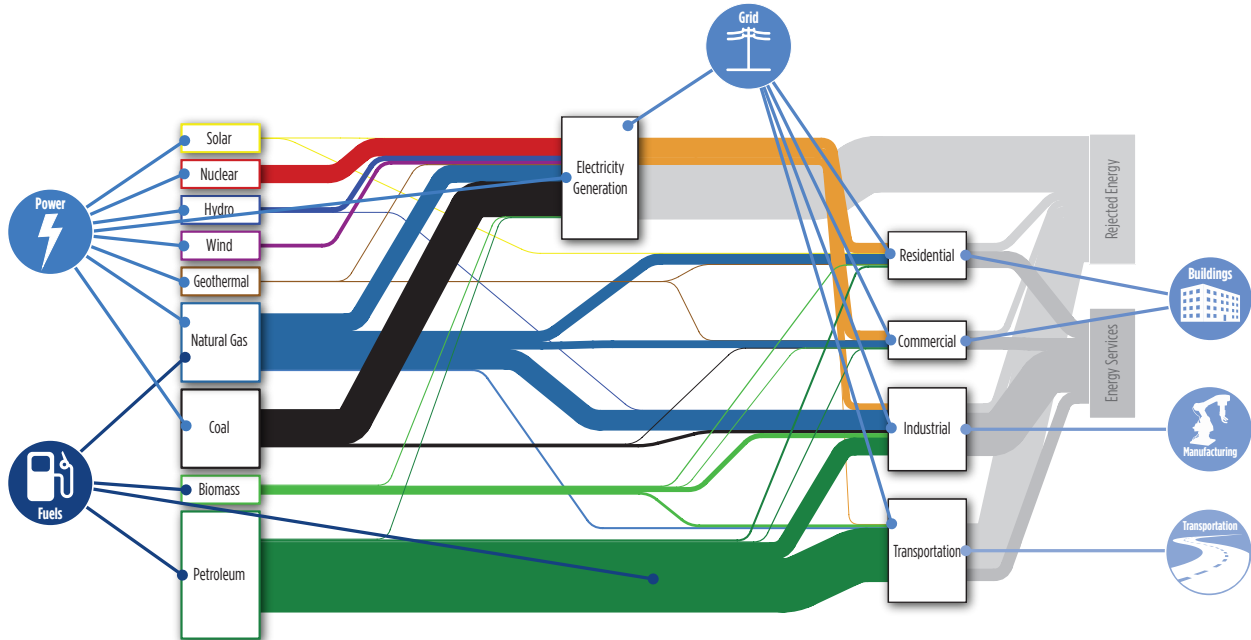 Grid
Solar
Nuclear
Hydro
Wind
Geothermal
Natural Gas
Coal
Biomass
Petroleum
Power
Fuels
Electricity
Generation
Residential
Commercial
Industrial
Transportation
Rejected Energy
Energy Services
Buildings
Manufacturing
Transportation